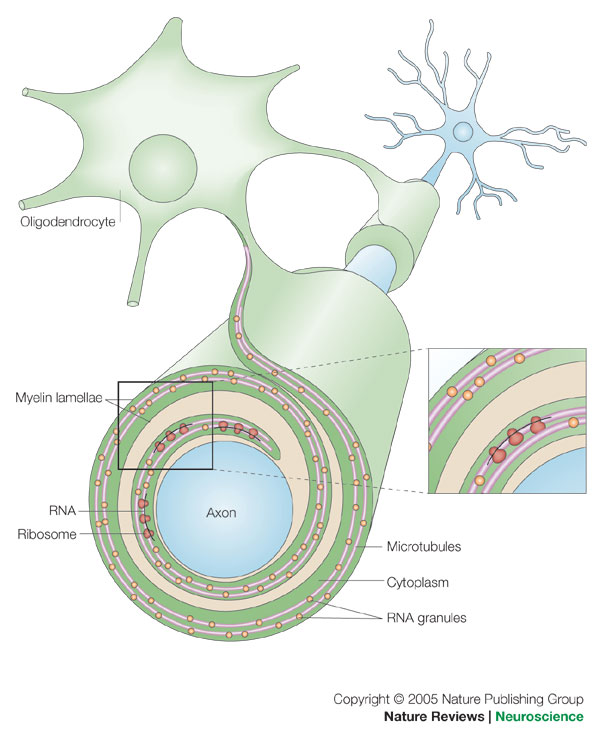 Oligodendrocyte
Myelin lamellae
RNA
Ribosome
Axon
Microtubules
Cytoplasm
RNA granules
Copyright © 2005 Nature Publishing Group
Nature Reviews | Neuroscience